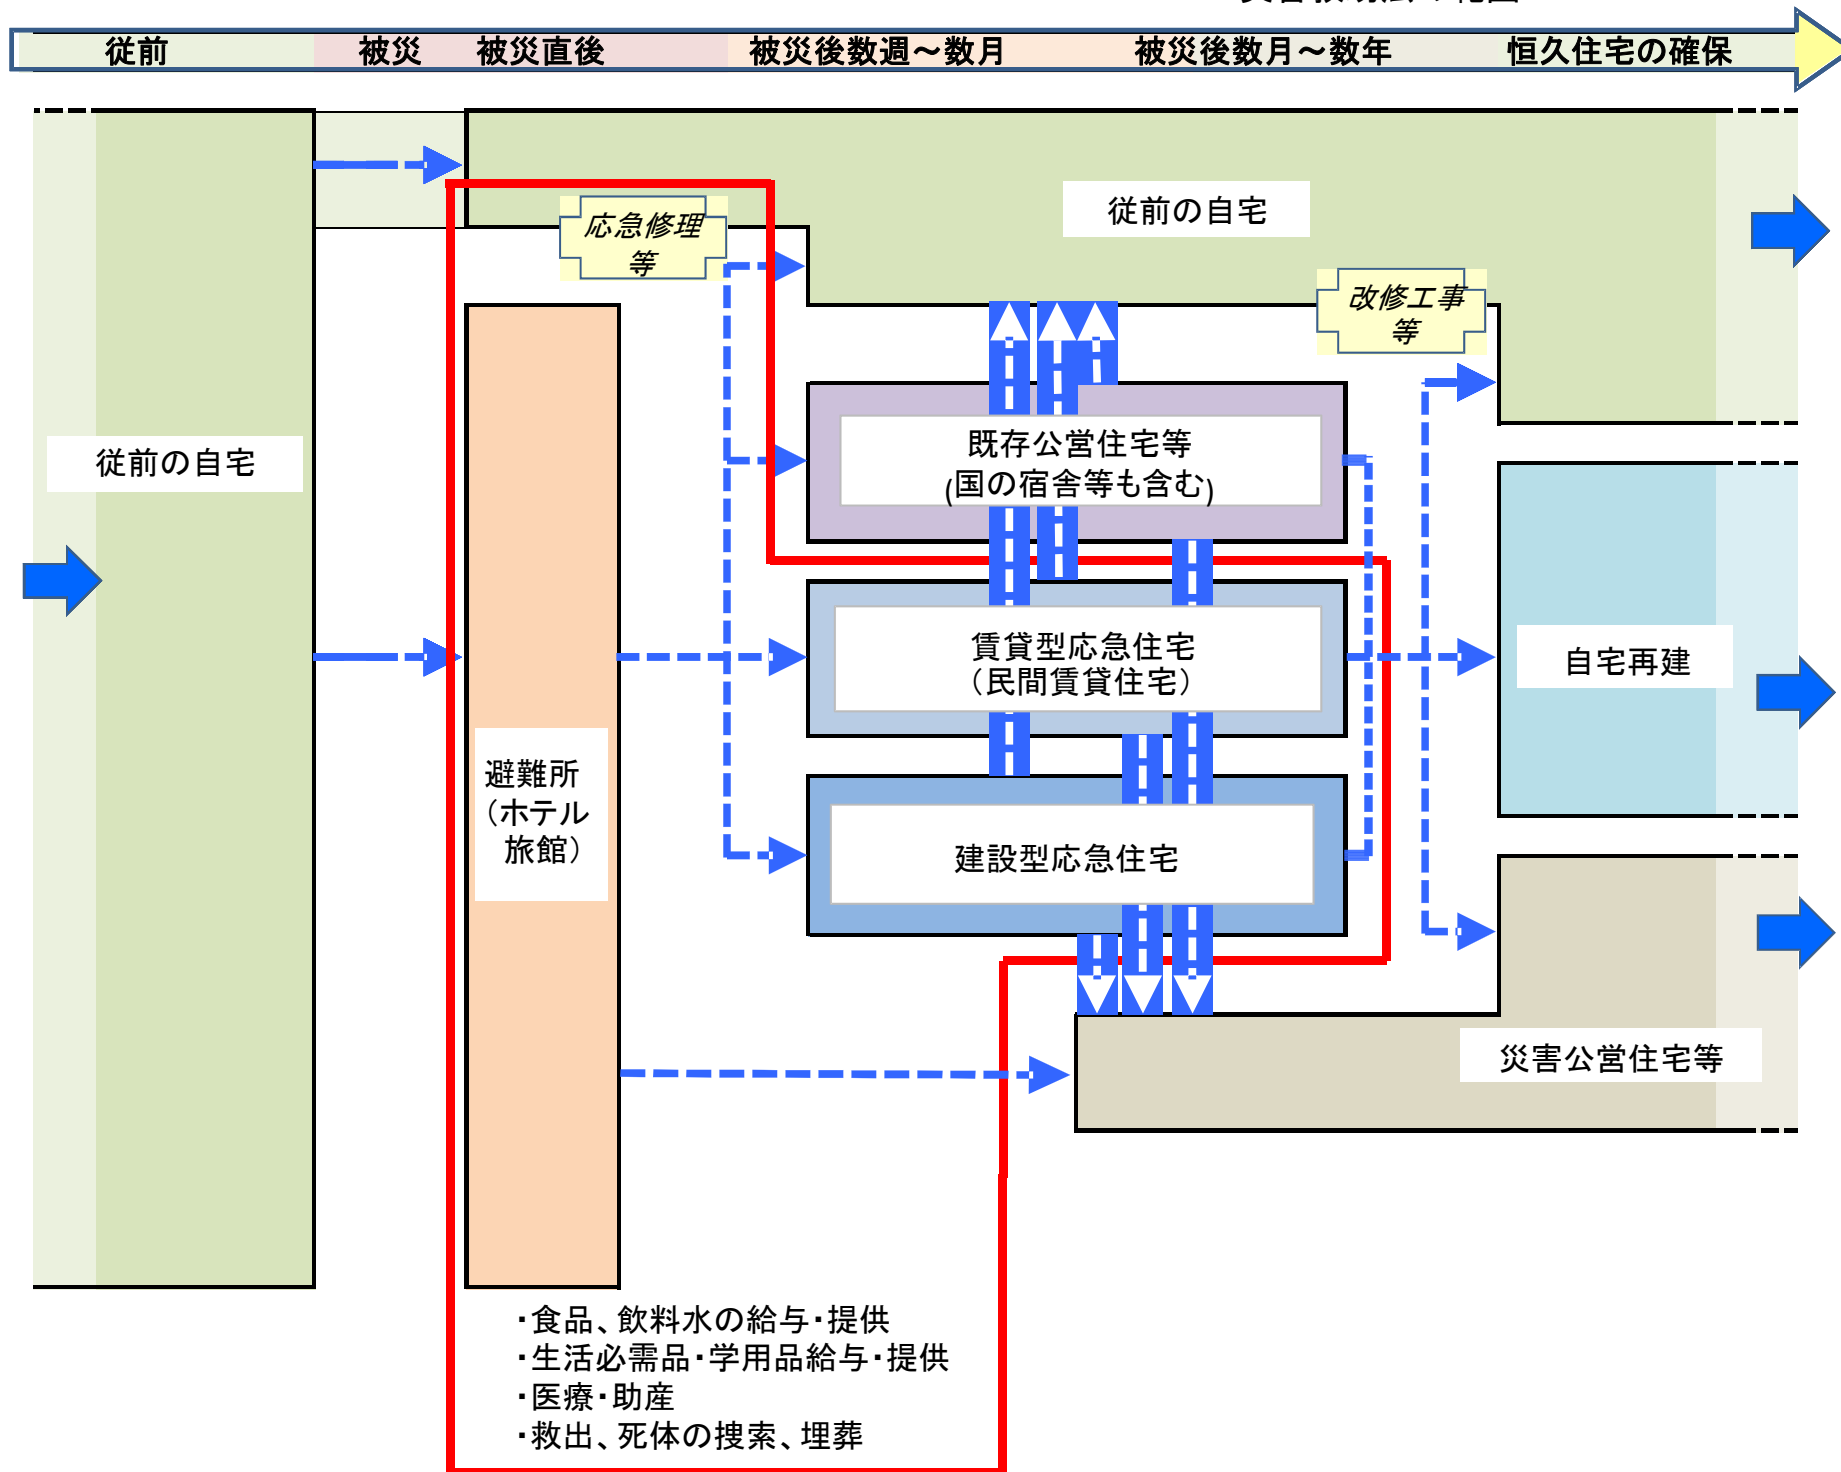 従前
被災
被災直後
被災後数週～数月
被災後数月～数年
恒久住宅の確保
従前の自宅
応急修理
等
従前の自宅
改修工事
等
既存公営住宅等
(国の宿舎等も含む)
賃貸型応急住宅
（民間賃貸住宅）
自宅再建
避難所
（ホテル
旅館）
建設型応急住宅
災害公営住宅等
・食品、飲料水の給与・提供
・生活必需品・学用品給与・提供
・医療・助産
・救出、死体の捜索、埋葬